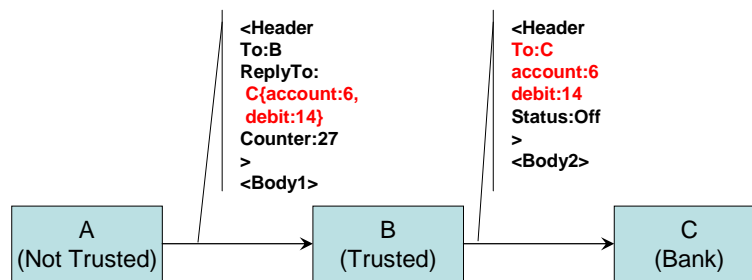 <Header
To:B
ReplyTo:
C{account:6,
debit:14}
Counter:27
>
<Body1>
<Header
To:C
account:6
debit:14
Status:Off
>
<Body2>
A
(Not Trusted)
B
(Trusted)
C
(Bank)